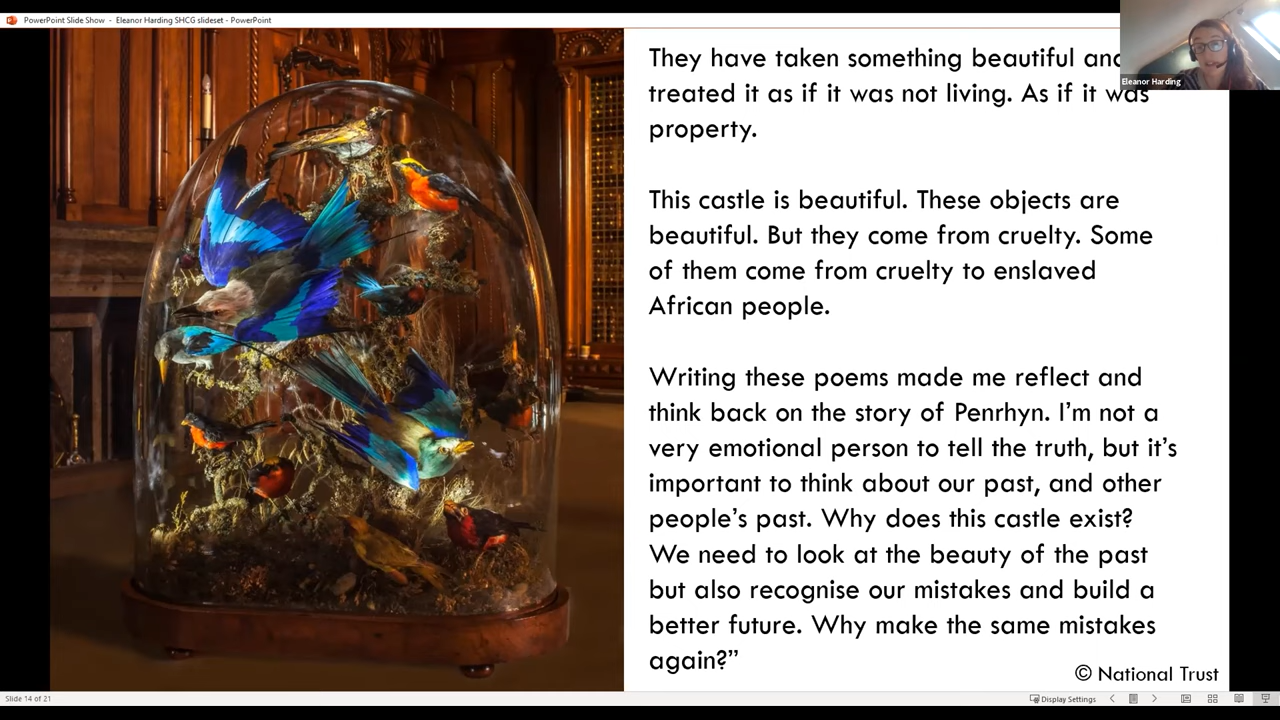 PowerPoint Slide Show - Eleanor Harding SHCG slideset - PowerPoint
Eleanor Harding
They have taken something beautiful and
treated it as if it was not living. As if it was
property.
This castle is beautiful. These objects are
beautiful. But they come from cruelty. Some
of them come from cruelty to enslaved
African people.
Writing these poems made me reflect and
think back on the story of Penrhyn. I’m not a
very emotional person to tell the truth, but it’s
important to think about our past, and other
people’s past. Why does this castle exist?
We need to look at the beauty of the past
but also recognise our mistakes and build a
better future. Why make the same mistakes
again?”
© National Trust
Slide 14 of 21
Display Settings